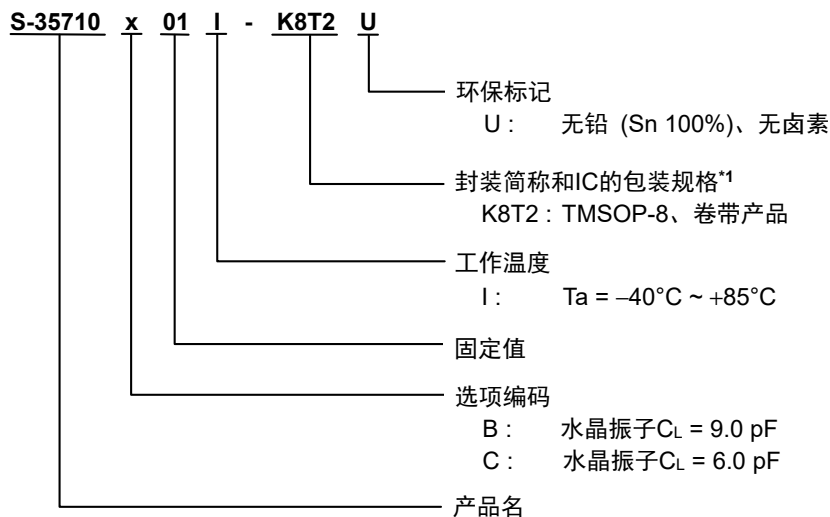 S-35710 x 01 I - K8T2 U
环保标记
U : 无铅 (Sn 100%)、无卤素
封装简称和IC的包装规格*1
K8T2 : TMSOP-8、卷带产品
工作温度
I : Ta = −40°C ~ +85°C
固定值
选项编码
B : 水晶振子CL = 9.0 pF
C : 水晶振子CL = 6.0 pF
产品名